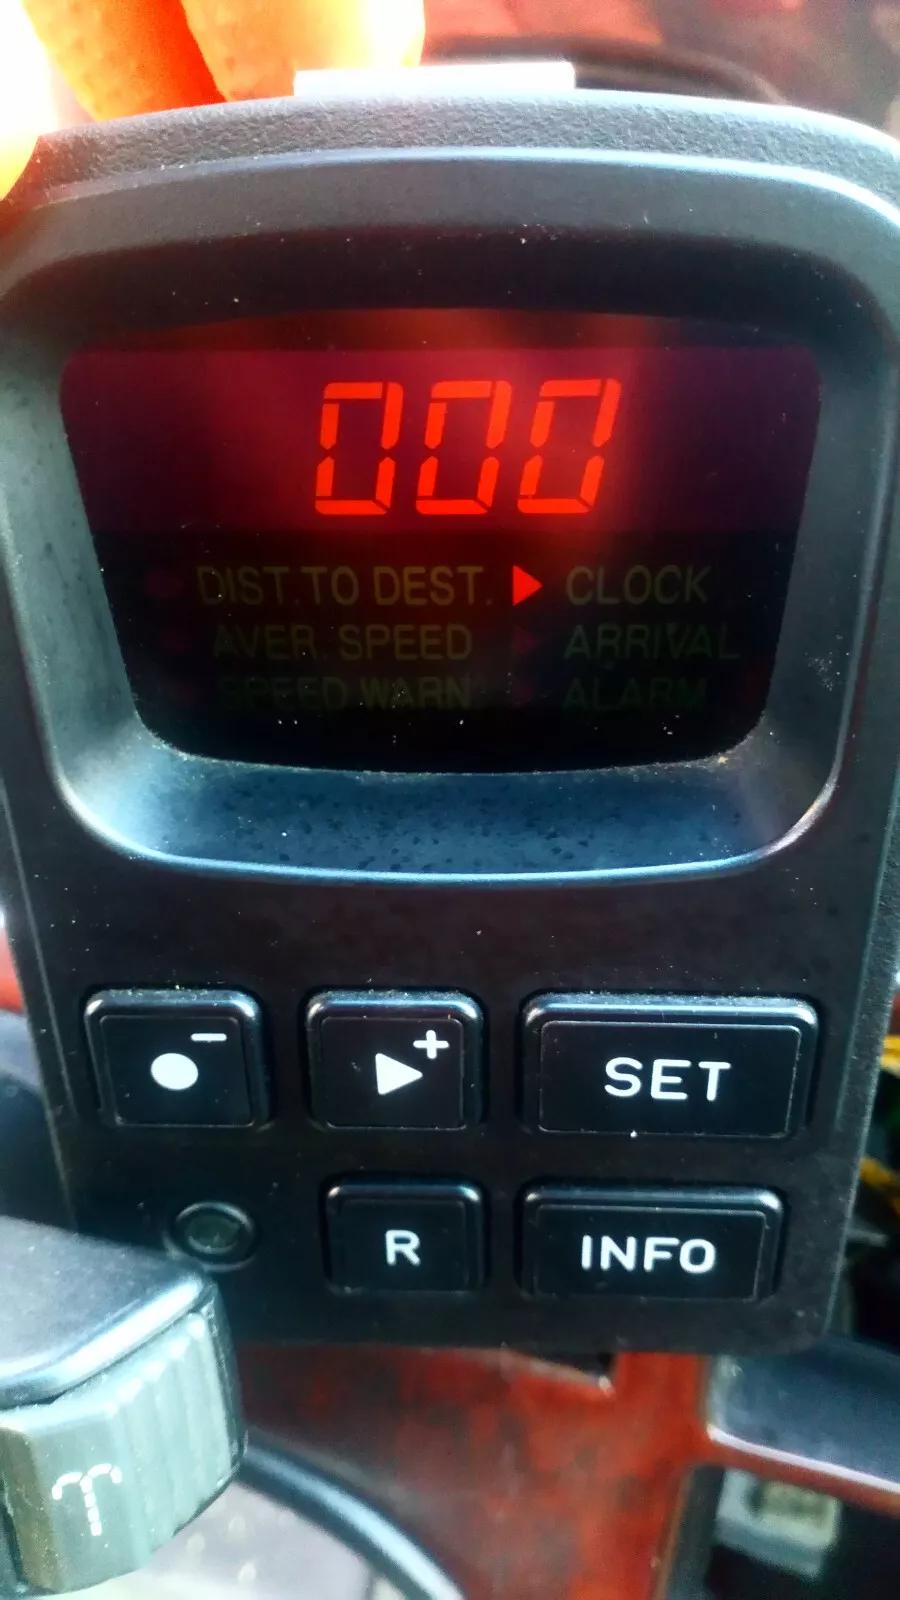 000
DIST.TO DEST. ▶ CLOCK
AVER. SPEED ▶ ARRIVAL
SPEED WARN ▶ ALARM
●− ▶+ SET
R INFO